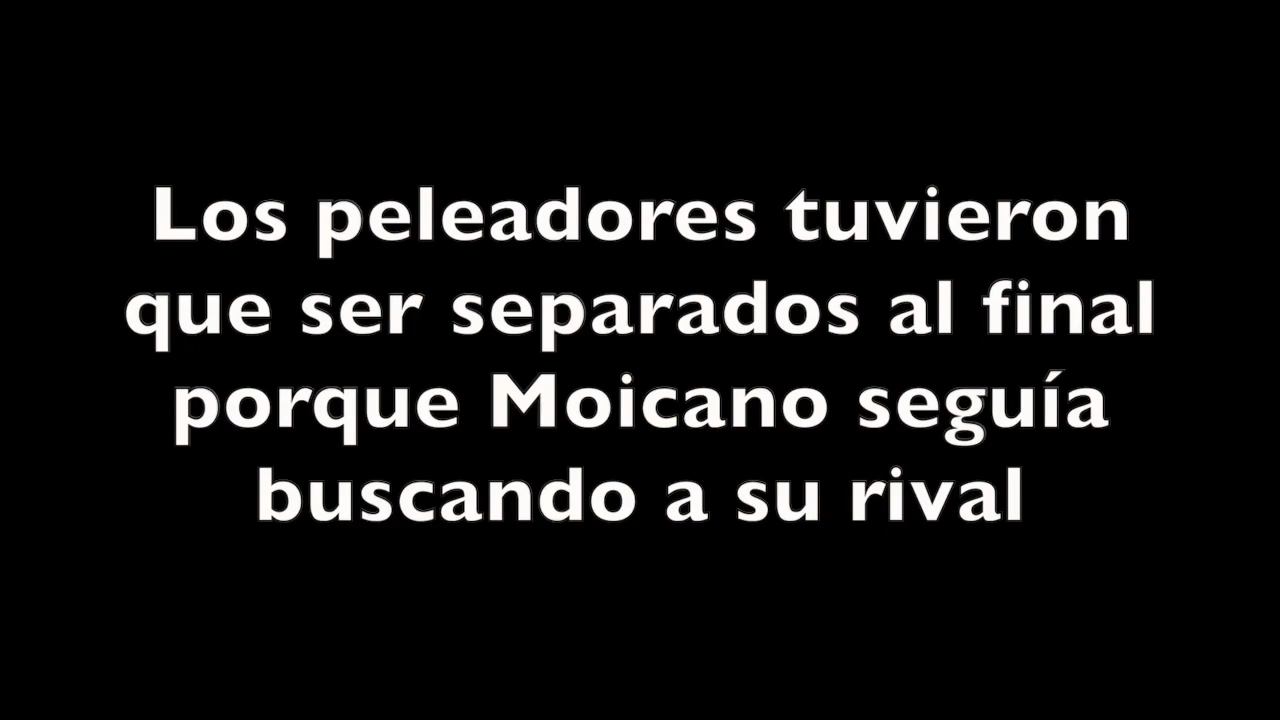 Los peleadores tuvieron
que ser separados al final
porque Moicano seguía
buscando a su rival